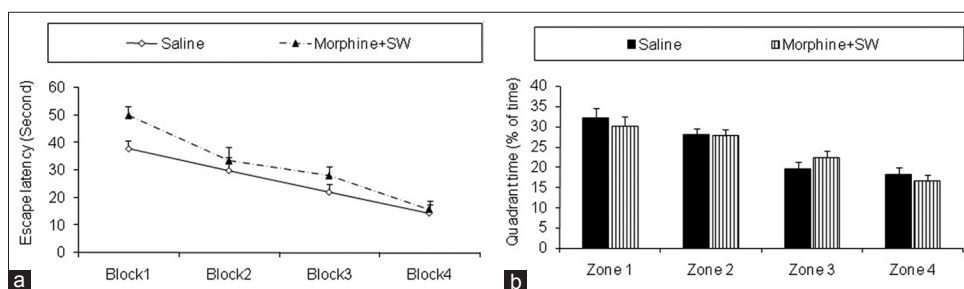 Saline Morphine+SW
Escape latency (Second)
60
50
40
30
20
10
0
Block1 Block2 Block3 Block4
a
Saline Morphine+SW
Quadrant time (% of time)
40
35
30
25
20
15
10
5
0
Zone 1 Zone 2 Zone 3 Zone 4
b